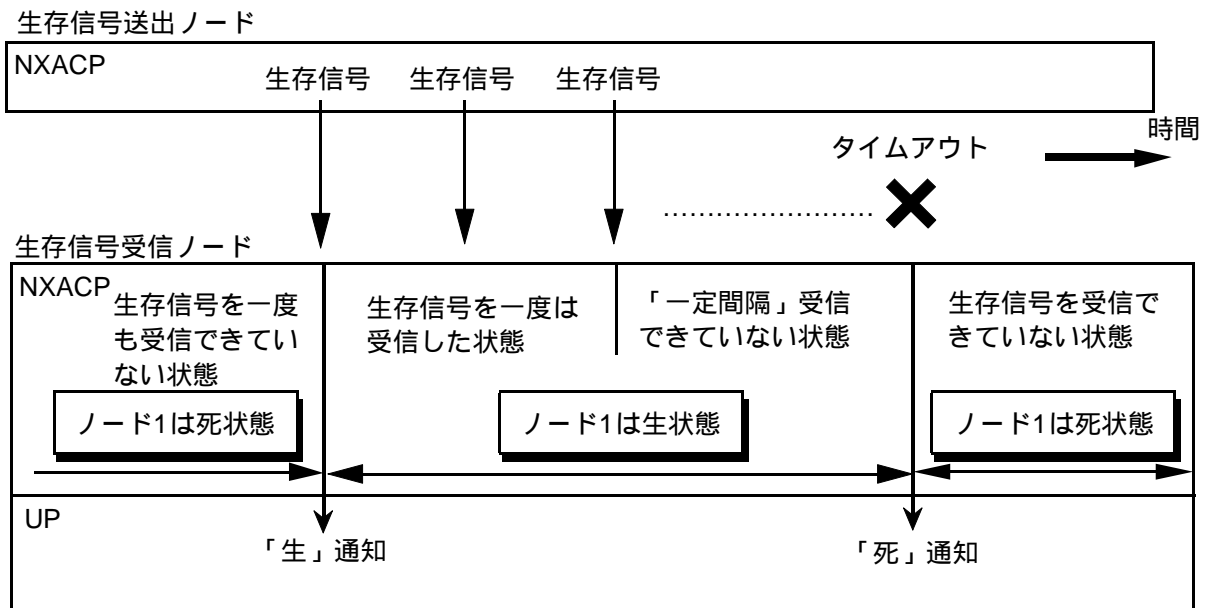 生存信号送出ノード
NXACP
生存信号 生存信号 生存信号
時間
タイムアウト
........................
生存信号受信ノード
NXACP
生存信号を一度
も受信できてい
ない状態
生存信号を一度は
受信した状態
「一定間隔」受信
できていない状態
生存信号を受信で
きていない状態
ノード1は死状態
ノード1は生状態
ノード1は死状態
UP
「生」通知
「死」通知